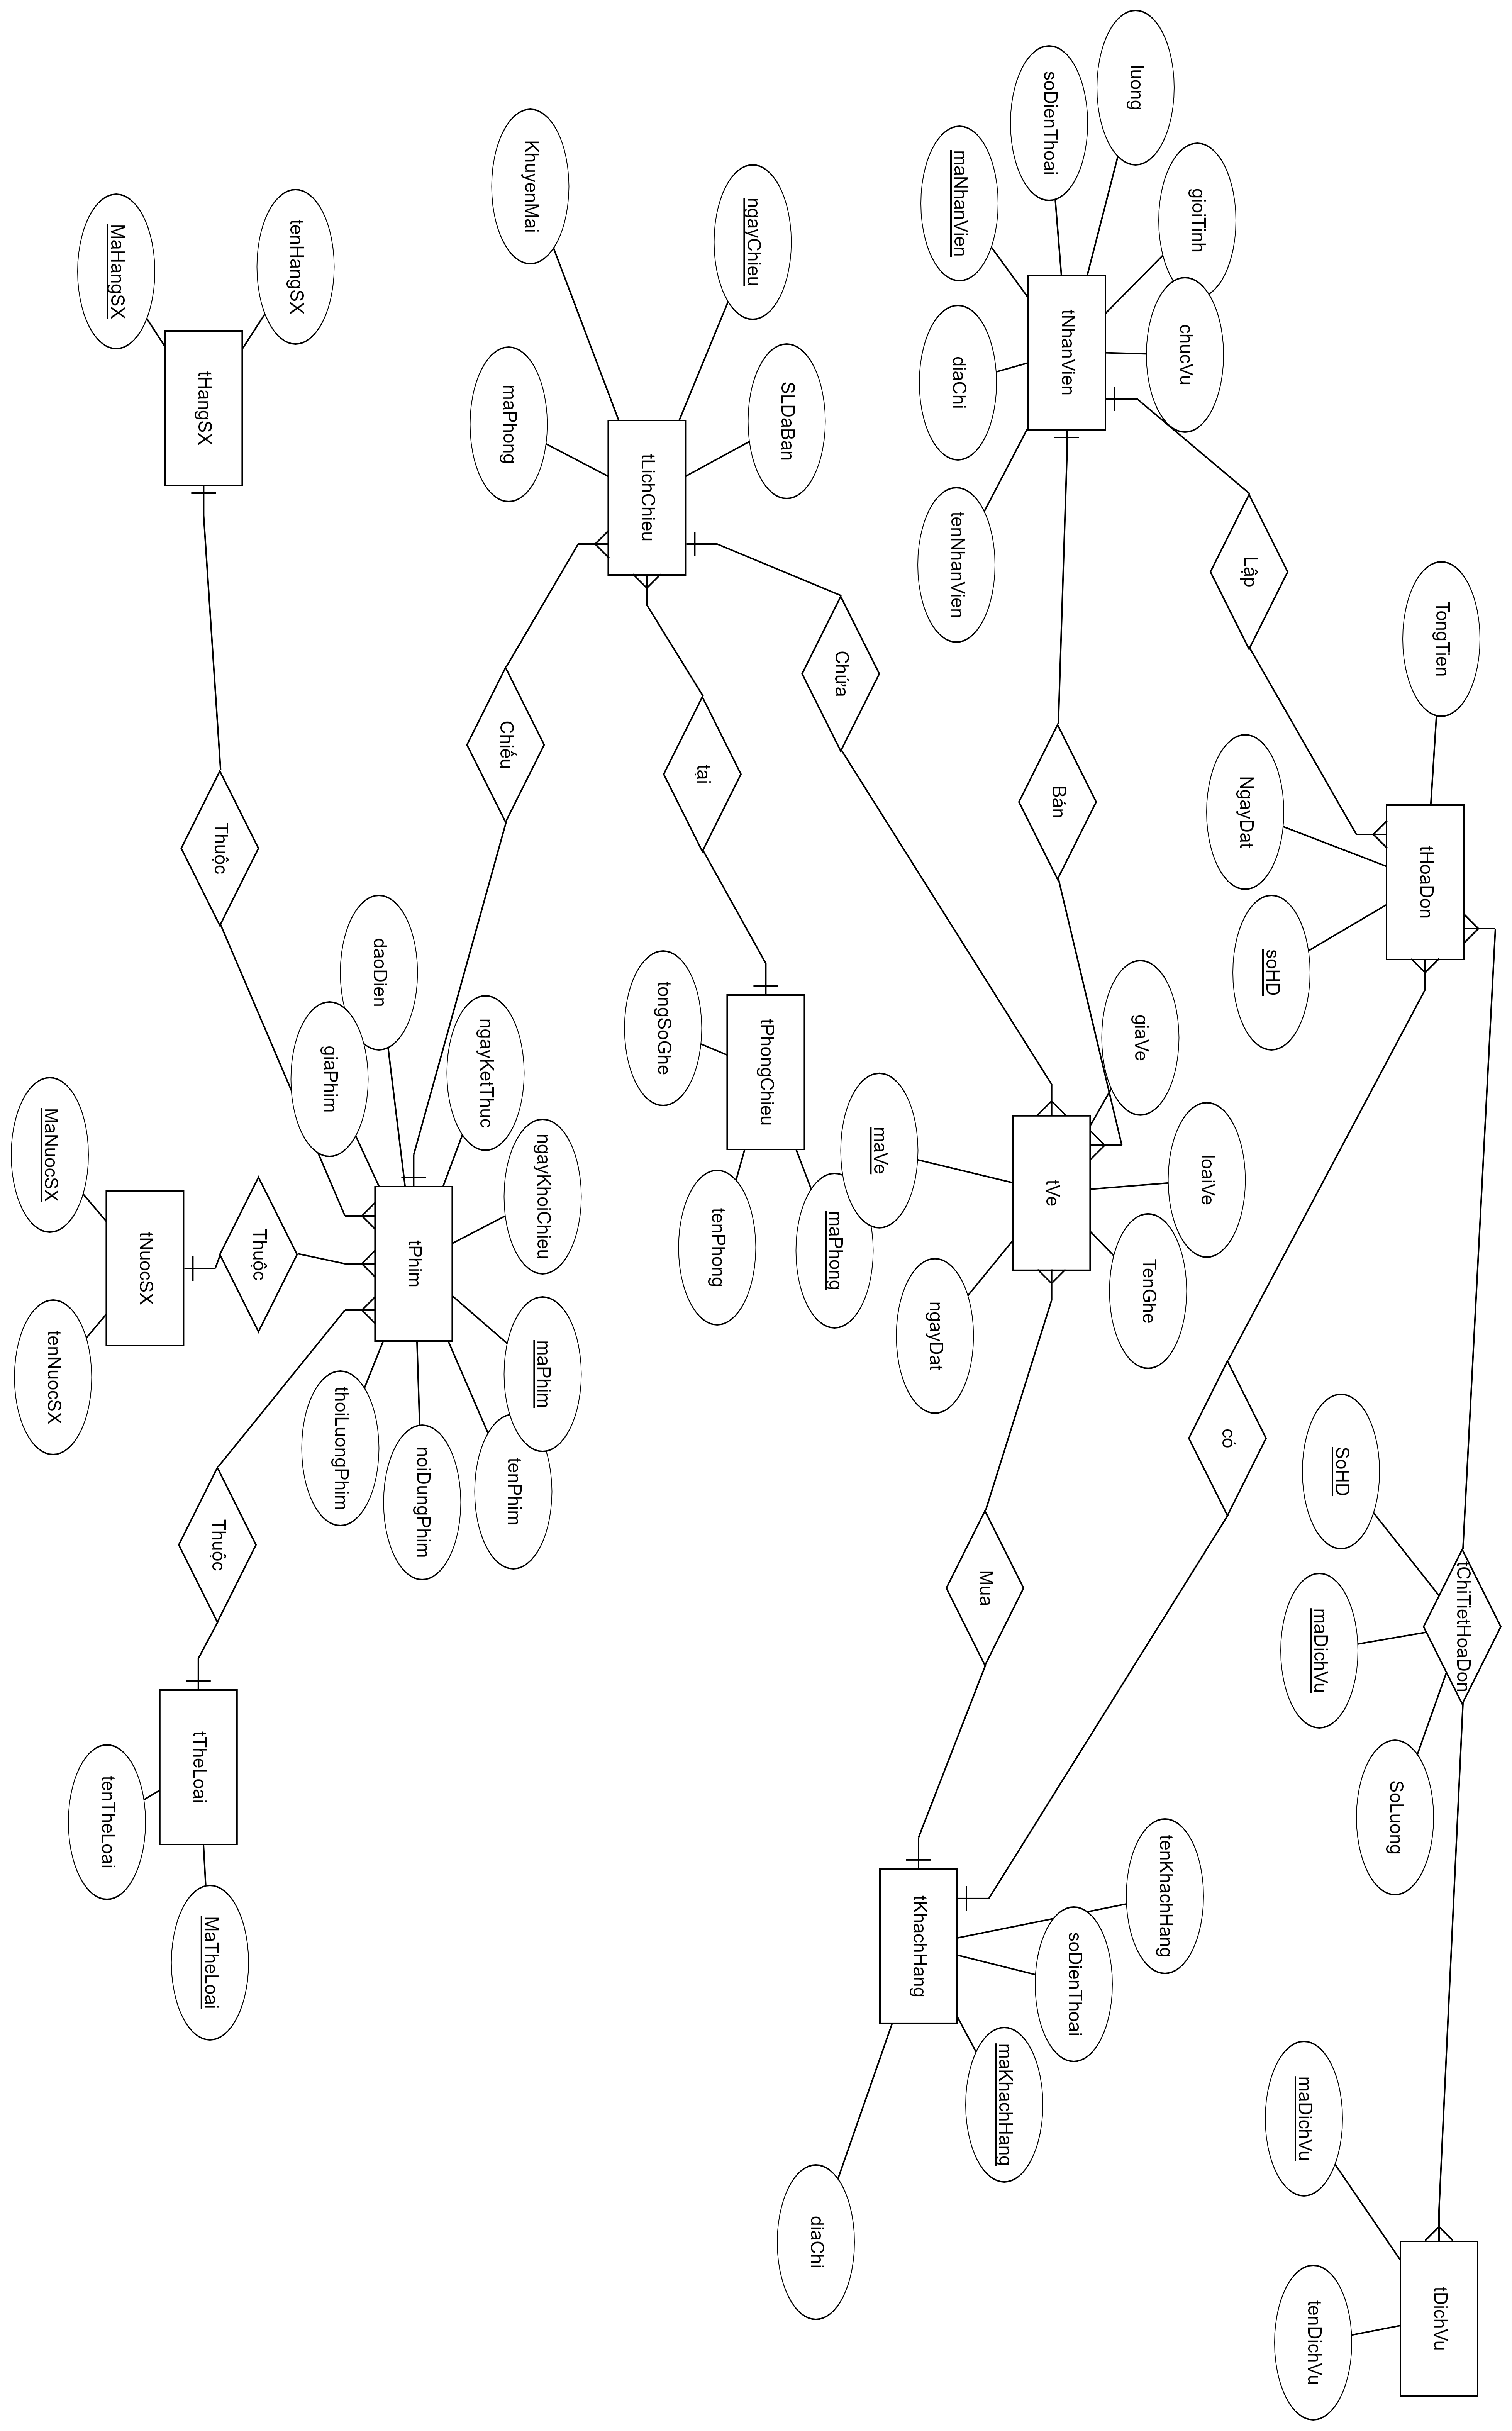 TongTien
NgayDat
soHD
tHoaDon
tChiTietHoaDon
SoHD
maDichVu
SoLuong
maDichVu
tenDichVu
tDichVu
luong
soDienThoai
maNhanVien
gioiTinh
chucVu
tNhanVien
diaChi
tenNhanVien
Lập
Bán
giaVe
loaiVe
TenGhe
tVe
maVe
ngayDat
có
Mua
tenKhachHang
soDienThoai
tKhachHang
maKhachHang
diaChi
KhuyenMai
ngayChieu
SLDaBan
maPhong
tLichChieu
Chứa
tại
Chiếu
tongSoGhe
tPhongChieu
tenPhong
maPhong
tenHangSX
MaHangSX
tHangSX
Thuộc
daoDien
giaPhim
ngayKetThuc
ngayKhoiChieu
tPhim
maPhim
tenPhim
noiDungPhim
thoiLuongPhim
MaNuocSX
tNuocSX
tenNuocSX
Thuộc
Thuộc
tTheLoai
tenTheLoai
MaTheLoai